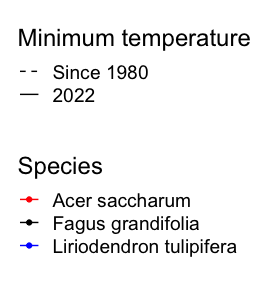 Minimum temperature
Since 1980
2022
Species
Acer saccharum
Fagus grandifolia
Liriodendron tulipifera